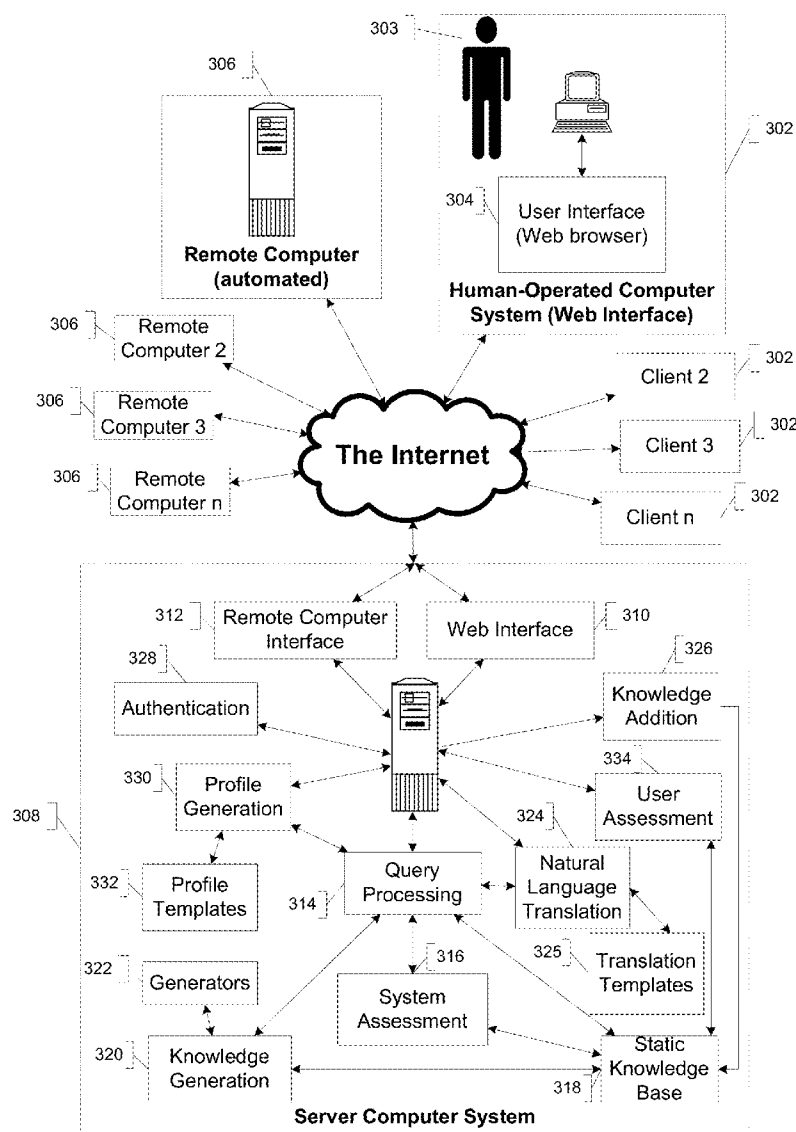 303
306
302
304
User Interface
(Web browser)
Remote Computer
(automated)
Human-Operated Computer
System (Web Interface)
306
Remote
Computer 2
302
Client 2
306
Remote
Computer 3
302
Client 3
The Internet
306
Remote
Computer n
302
Client n
312
Remote Computer
Interface
Web Interface
310
328
326
Authentication
Knowledge
Addition
334
330
Profile
Generation
User
Assessment
308
324
332
Profile
Templates
314
Query
Processing
Natural
Language
Translation
316
325
Translation
Templates
322
Generators
System
Assessment
320
Knowledge
Generation
318
Static
Knowledge
Base
Server Computer System